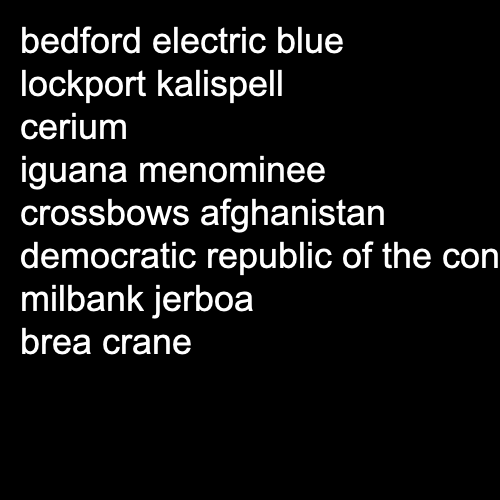 bedford electric blue
lockport kalispell
cerium
iguana menominee
crossbows afghanistan
democratic republic of the con
milbank jerboa
brea crane